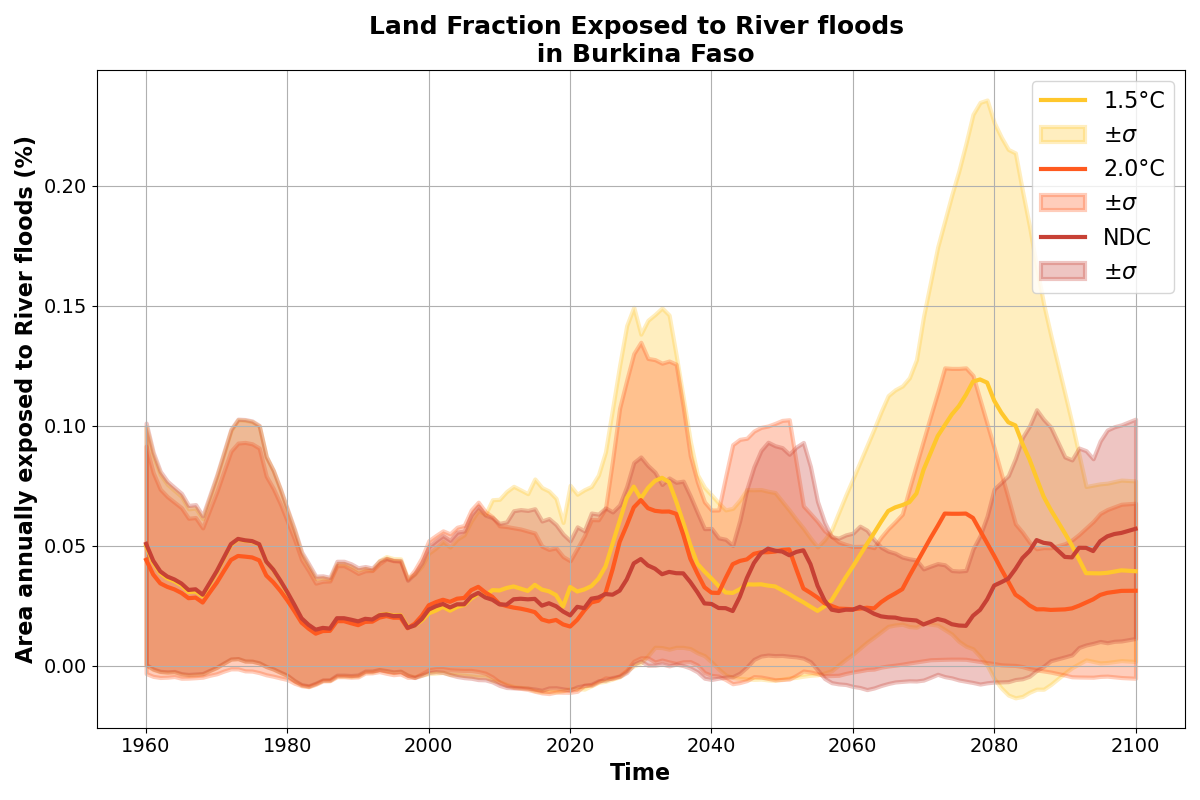 Land Fraction Exposed to River floods
in Burkina Faso
Area annually exposed to River floods (%)
0.20
0.15
0.10
0.05
0.00
1.5°C
±σ
2.0°C
±σ
NDC
±σ
1960
1980
2000
2020
2040
2060
2080
2100
Time